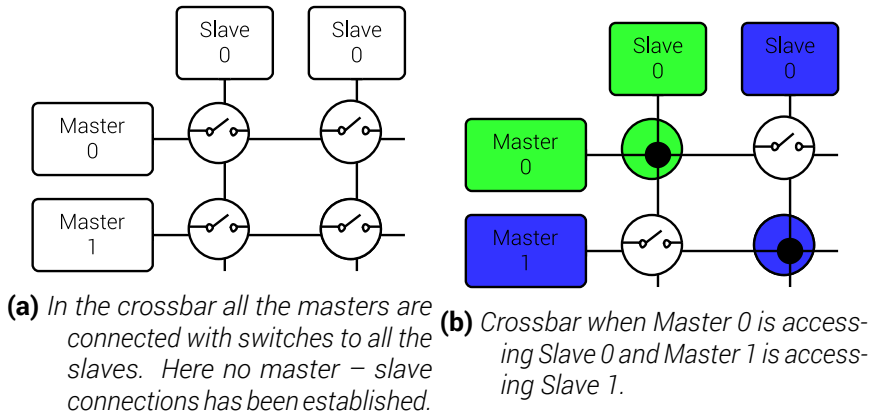 Slave
0
Slave
0
Master
0
Master
1
(a) In the crossbar all the masters are
connected with switches to all the
slaves. Here no master – slave
connections has been established.
Slave
0
Slave
0
Master
0
Master
1
(b) Crossbar when Master 0 is access-
ing Slave 0 and Master 1 is access-
ing Slave 1.